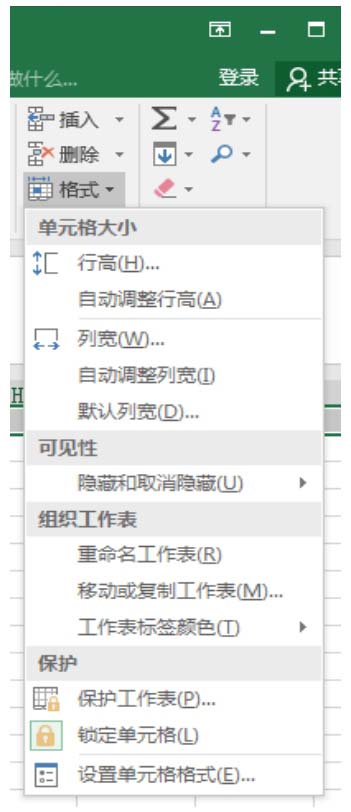 做什么...
登录 共
插入
删除
格式
单元格大小
行高(H)...
自动调整行高(A)
列宽(W)...
自动调整列宽(I)
默认列宽(D)...
H
可见性
隐藏和取消隐藏(U)
组织工作表
重命名工作表(R)
移动或复制工作表(M)...
工作表标签颜色(T)
保护
保护工作表(P)...
锁定单元格(L)
设置单元格格式(E)...